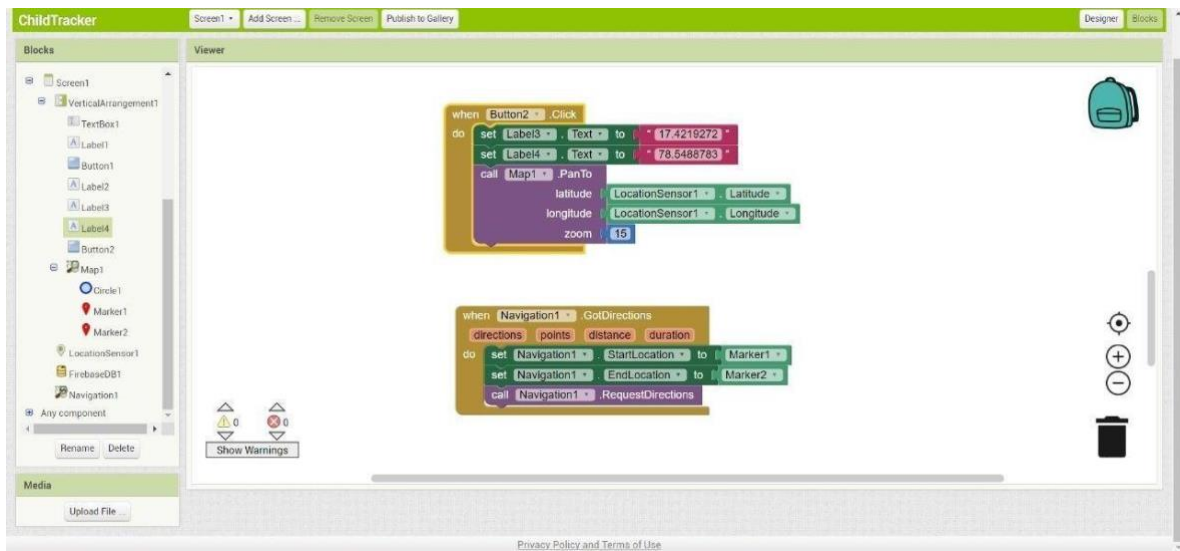 ChildTracker Screen1 Add Screen ... Remove Screen Publish to Gallery Designer Blocks
Blocks
Screen1
VerticalArrangement1
TextBox1
Label1
Button1
Label2
Label3
Label4
Button2
Map1
Circle1
Marker1
Marker2
LocationSensor1
FirebaseDB1
Navigation1
Any component
Rename Delete
Media
Upload File ...
Viewer
when Button2 .Click
do set Label3 . Text to " 17.4219272 "
set Label4 . Text to " 78.5488783 "
call Map1 .PanTo
latitude LocationSensor1 . Latitude
longitude LocationSensor1 . Longitude
zoom 15
when Navigation1 .GotDirections
directions points distance duration
do set Navigation1 . StartLocation to Marker1
set Navigation1 . EndLocation to Marker2
call Navigation1 .RequestDirections
0 0
Show Warnings
Privacy Policy and Terms of Use